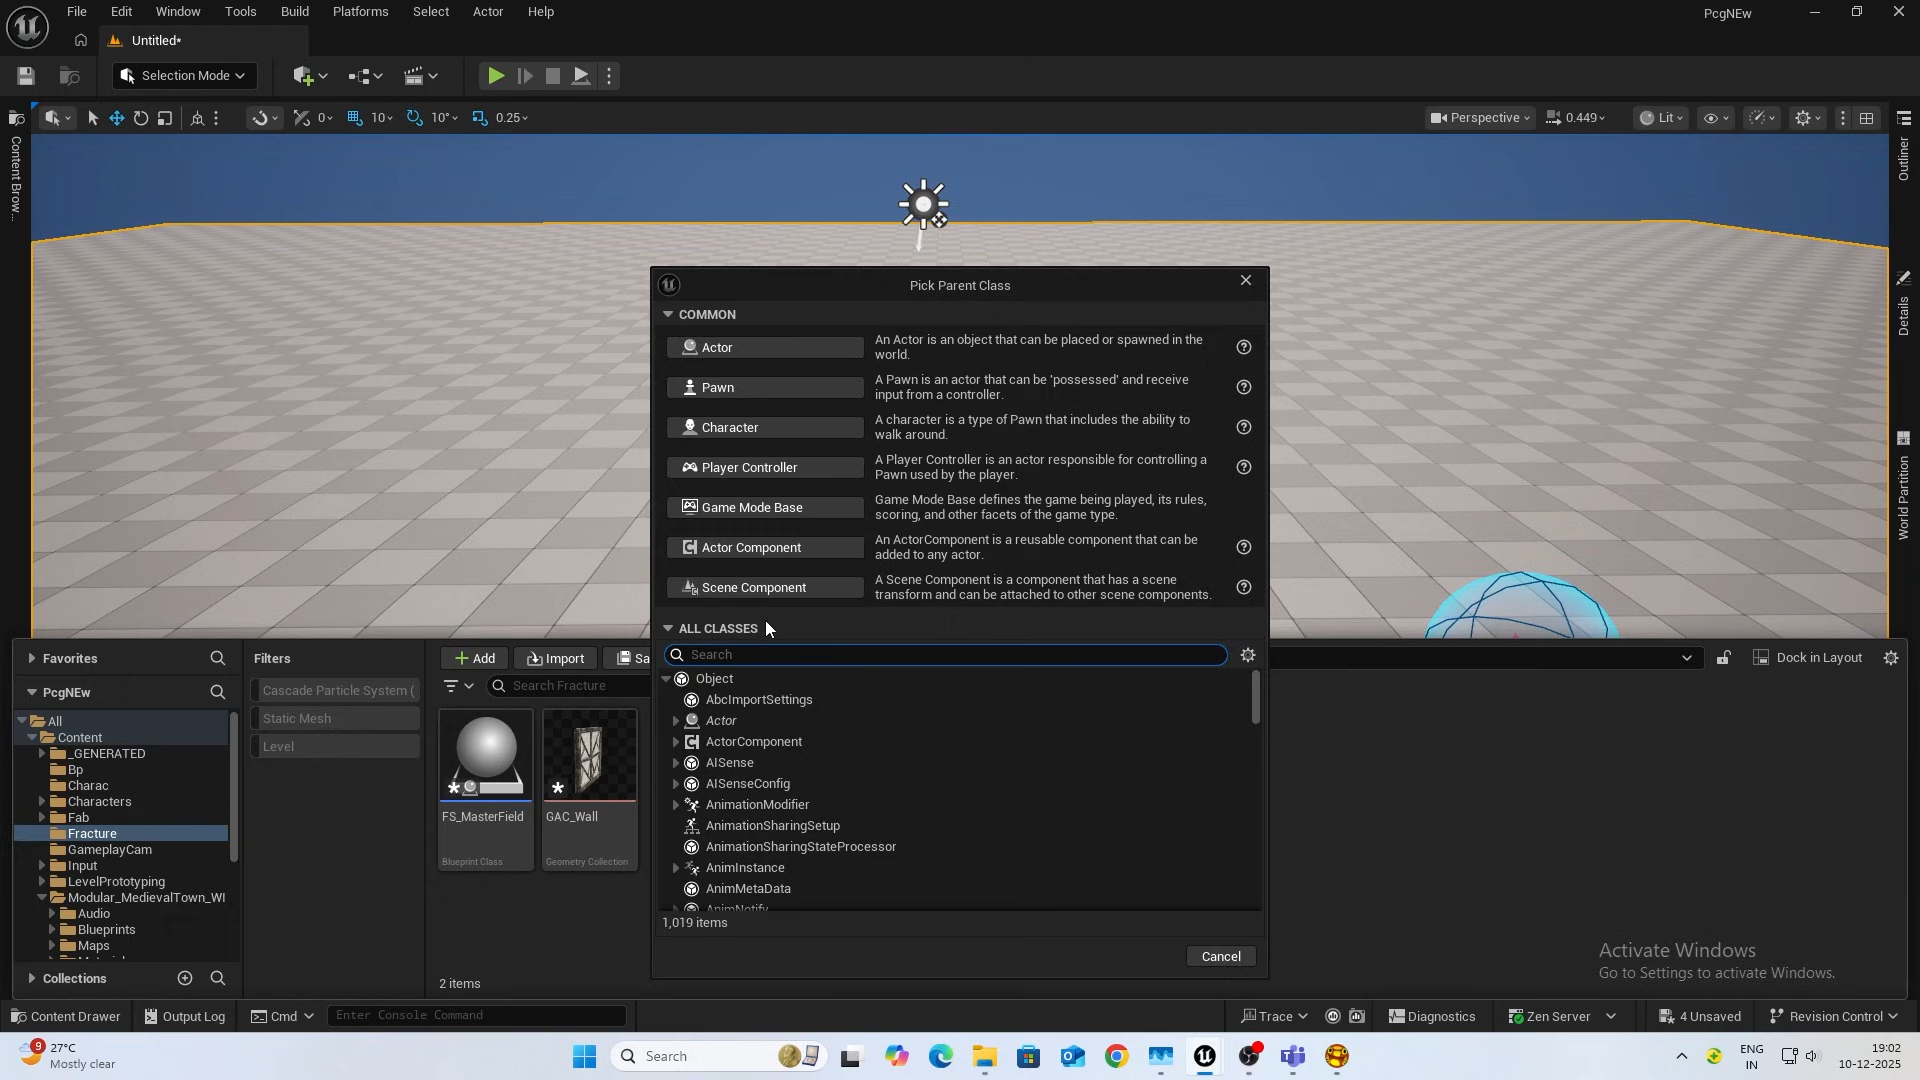 File Edit Window Tools Build Platforms Select Actor Help
PcgNEw
Untitled*
Selection Mode
0 10 10° 0.25
Perspective 0.449 Lit
Content Brow...
Outliner
Details
World Partition
Pick Parent Class
COMMON
Actor
An Actor is an object that can be placed or spawned in the
world.
Pawn
A Pawn is an actor that can be 'possessed' and receive
input from a controller.
Character
A character is a type of Pawn that includes the ability to
walk around.
Player Controller
A Player Controller is an actor responsible for controlling a
Pawn used by the player.
Game Mode Base
Game Mode Base defines the game being played, its rules,
scoring, and other facets of the game type.
Actor Component
An ActorComponent is a reusable component that can be
added to any actor.
Scene Component
A Scene Component is a component that has a scene
transform and can be attached to other scene components.
ALL CLASSES
Search
Object
AbcImportSettings
Actor
ActorComponent
AISense
AISenseConfig
AnimationModifier
AnimationSharingSetup
AnimationSharingStateProcessor
AnimInstance
AnimMetaData
AnimNotify
1,019 items
Cancel
Favorites
PcgNEw
All
Content
_GENERATED
Bp
Charac
Characters
Fab
Fracture
GameplayCam
Input
LevelPrototyping
Modular_MedievalTown_WI
Audio
Blueprints
Maps
Collections
Filters
Cascade Particle System (
Static Mesh
Level
Add Import Sa
Search Fracture
FS_MasterField
Blueprint Class
GAC_Wall
Geometry Collection
2 items
Dock in Layout
Activate Windows
Go to Settings to activate Windows.
Content Drawer Output Log Cmd Enter Console Command
Trace Diagnostics Zen Server 4 Unsaved Revision Control
9
27°C
Mostly clear
Search
ENG
IN
19:02
10-12-2025